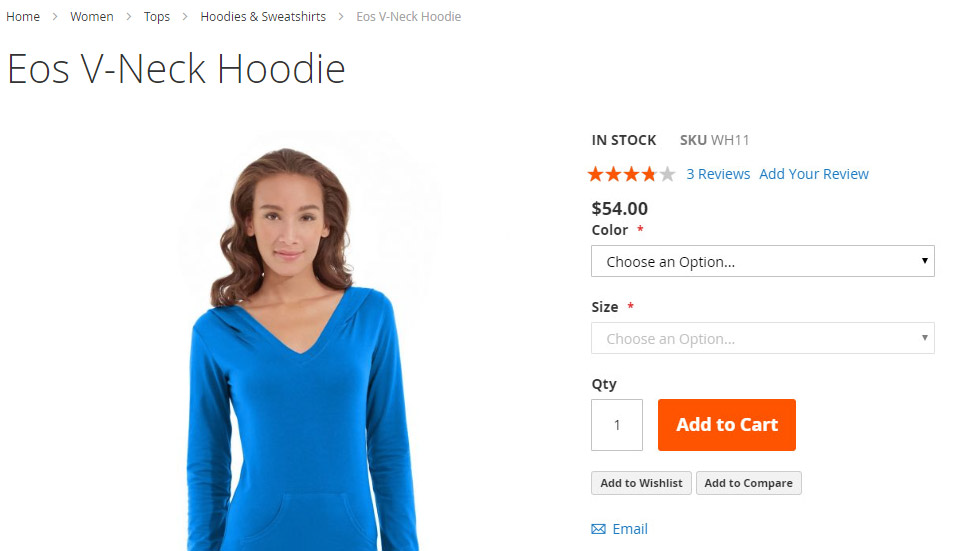 Home > Women > Tops > Hoodies & Sweatshirts > Eos V-Neck Hoodie
Eos V-Neck Hoodie
IN STOCK SKU WH11
3 Reviews Add Your Review
$54.00
Color *
Choose an Option...
Size *
Choose an Option...
Qty
1 Add to Cart
Add to Wishlist Add to Compare
Email